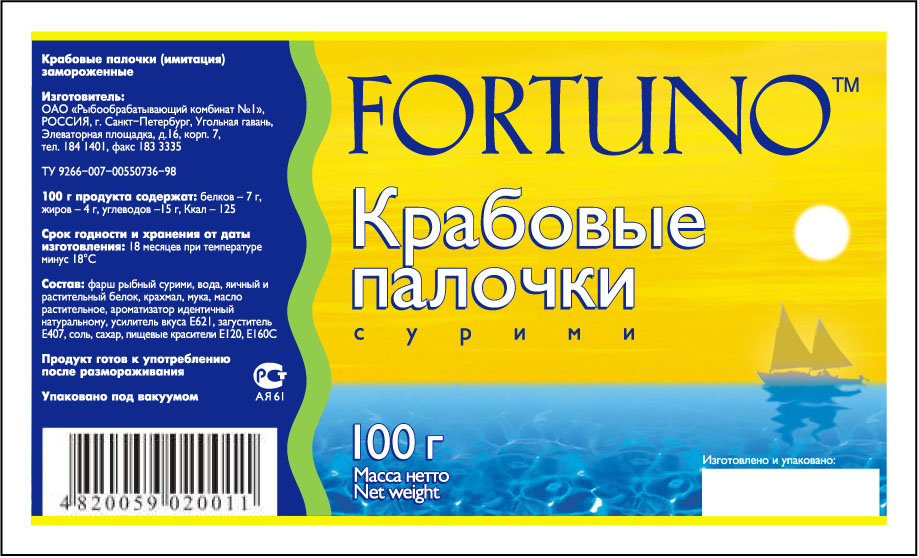 Крабовые палочки (имитация)
замороженные
Изготовитель:
ОАО «Рыбообрабатывающий комбинат №1»,
РОССИЯ, г. Санкт–Петербург, Угольная гавань,
Элеваторная площадка, д.16, корп. 7,
тел. 184 1401, факс 183 3335
ТУ 9266–007–00550736–98
100 г продукта содержат: белков – 7 г,
жиров – 4 г, углеводов –15 г, Ккал – 125
Срок годности и хранения от даты
изготовления: 18 месяцев при температуре
минус 18°С
Состав: фарш рыбный сурими, вода, яичный и
растительный белок, крахмал, мука, масло
растительное, ароматизатор идентичный
натуральному, усилитель вкуса Е621, загуститель
Е407, соль, сахар, пищевые красители Е120, Е160С
Продукт готов к употреблению
после размораживания
Упаковано под вакуумом
РСТ
АЯ61
4 820059 020011 >
FORTUNO™
Крабовые
палочки
сурими
100 г
Масса нетто
Net weight
Изготовлено и упаковано: